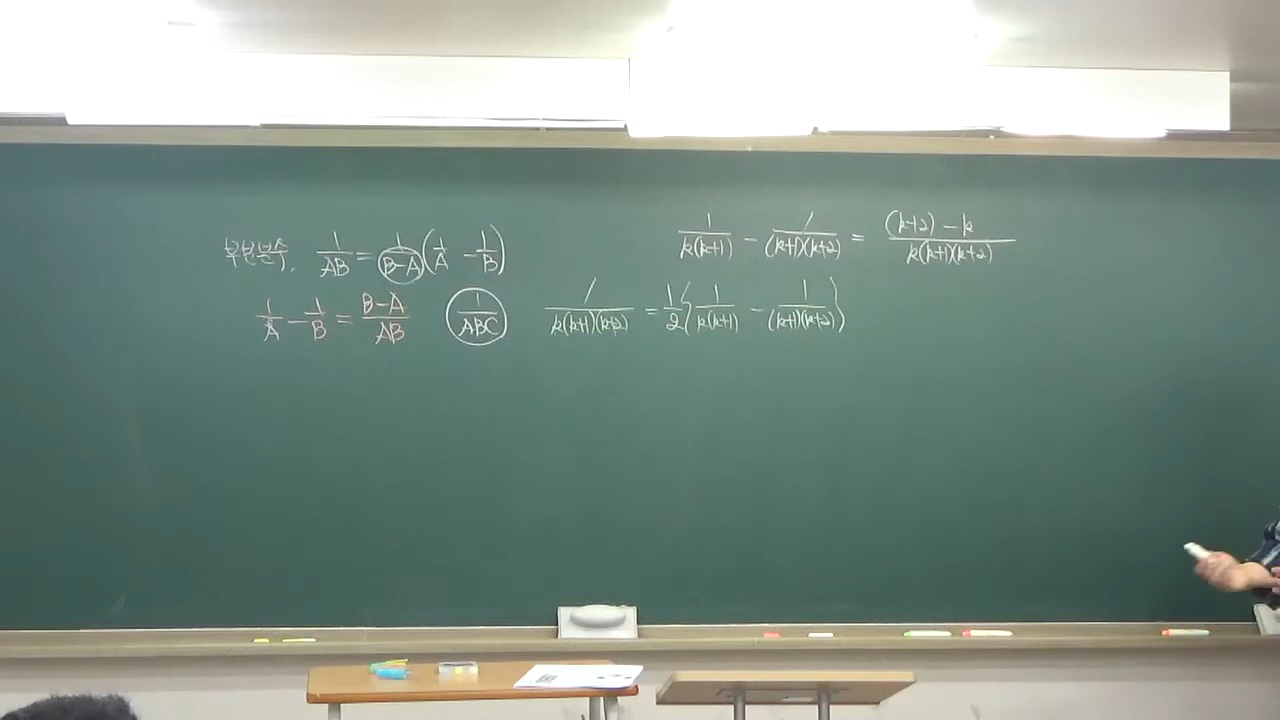 부분분수. 1/AB = 1/(B-A) (1/A - 1/B)
1/A - 1/B = (B-A)/AB
1/ABC
1/k(k+1)(k+2) = 1/2 {1/k(k+1) - 1/(k+1)(k+2)}
1/k(k+1) - 1/(k+1)(k+2) = ((k+2) - k)/k(k+1)(k+2)